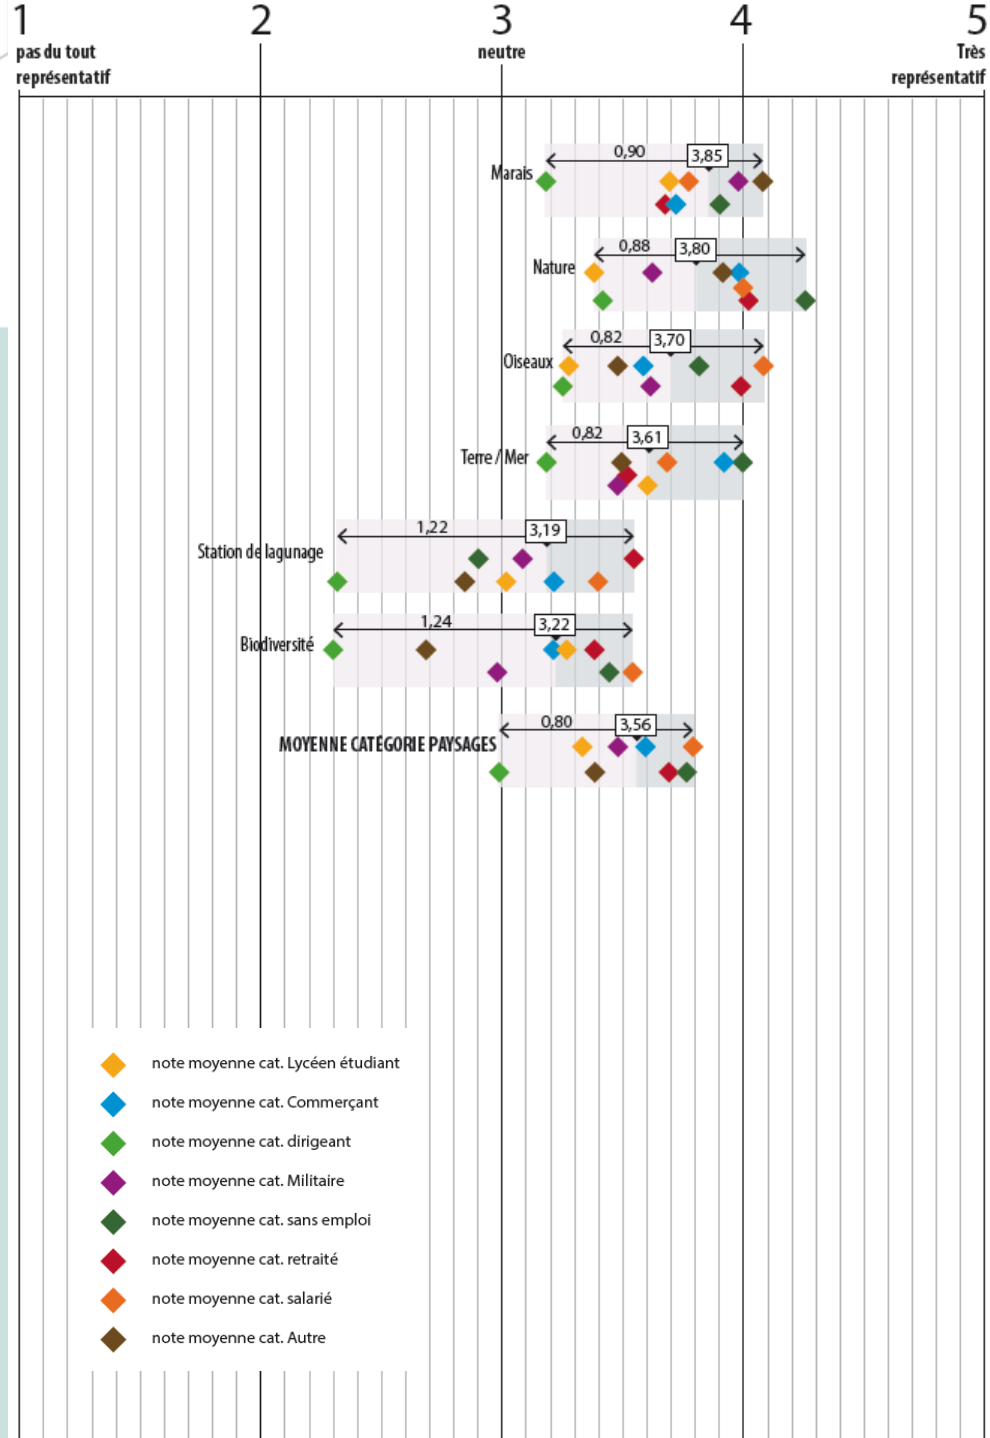 1 2 3 4 5
pas du tout
représentatif
neutre
Très
représentatif
0,90 3,85
Marais
0,88 3,80
Nature
0,82 3,70
Oiseaux
0,82 3,61
Terre / Mer
1,22 3,19
Station de lagunage
1,24 3,22
Biodiversité
0,80 3,56
MOYENNE CATÉGORIE PAYSAGES
note moyenne cat. Lycéen étudiant
note moyenne cat. Commerçant
note moyenne cat. dirigeant
note moyenne cat. Militaire
note moyenne cat. sans emploi
note moyenne cat. retraité
note moyenne cat. salarié
note moyenne cat. Autre